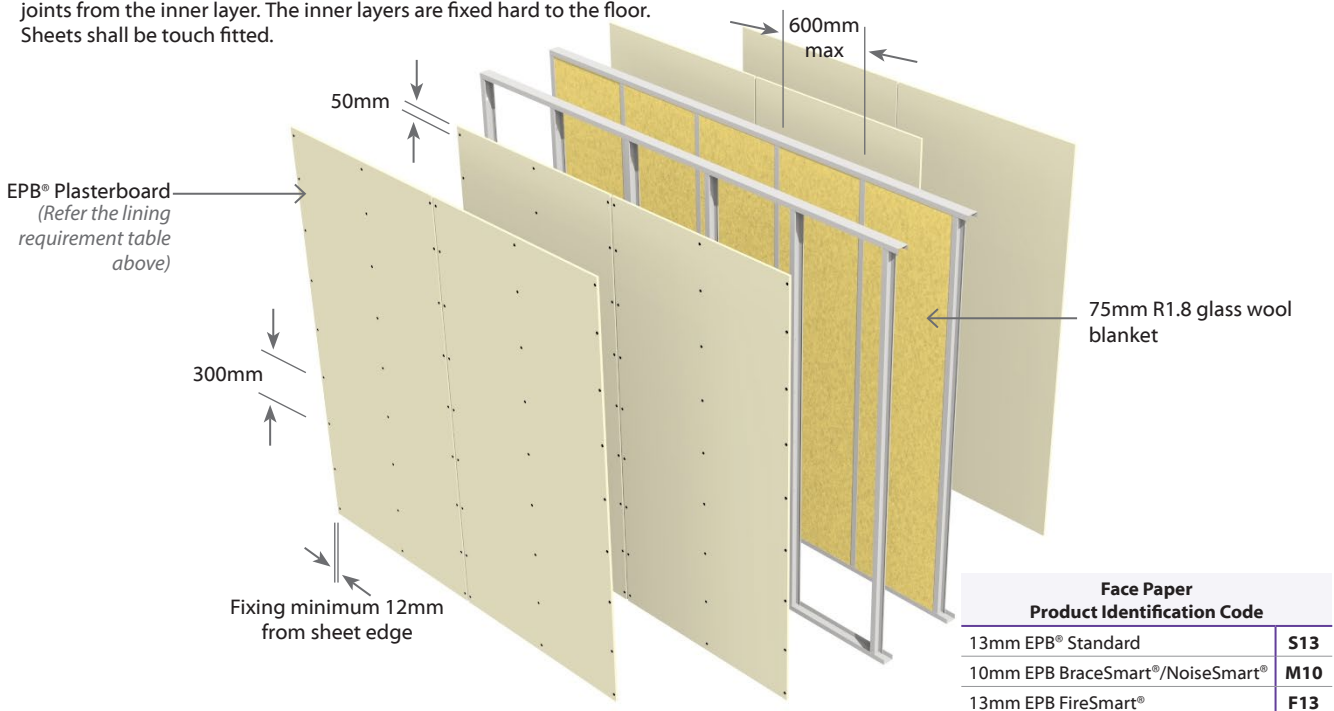 joints from the inner layer. The inner layers are fixed hard to the floor.
Sheets shall be touch fitted.
600mm
max
50mm
EPB® Plasterboard
(Refer the lining
requirement table
above)
75mm R1.8 glass wool
blanket
300mm
Fixing minimum 12mm
from sheet edge
Face Paper
Product Identification Code
13mm EPB® Standard S13
10mm EPB BraceSmart®/NoiseSmart® M10
13mm EPB FireSmart® F13